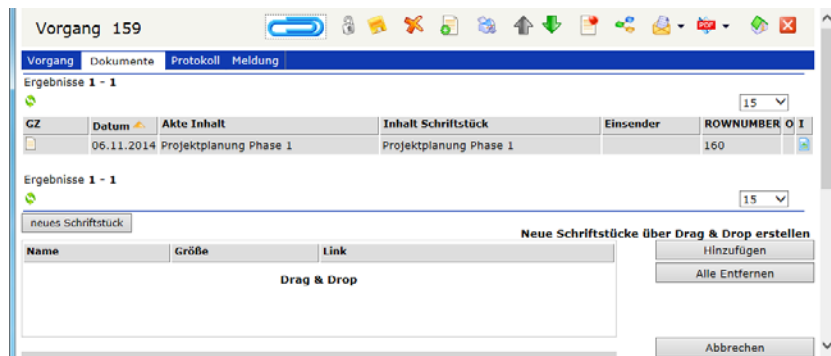 Vorgang 159
PDF
Vorgang Dokumente Protokoll Meldung
Ergebnisse 1 - 1
15
GZ Datum Akte Inhalt Inhalt Schriftstück Einsender ROWNUMBER O I
06.11.2014 Projektplanung Phase 1 Projektplanung Phase 1 160
Ergebnisse 1 - 1
15
neues Schriftstück
Neue Schriftstücke über Drag & Drop erstellen
Name Größe Link Hinzufügen
Drag & Drop Alle Entfernen
Abbrechen